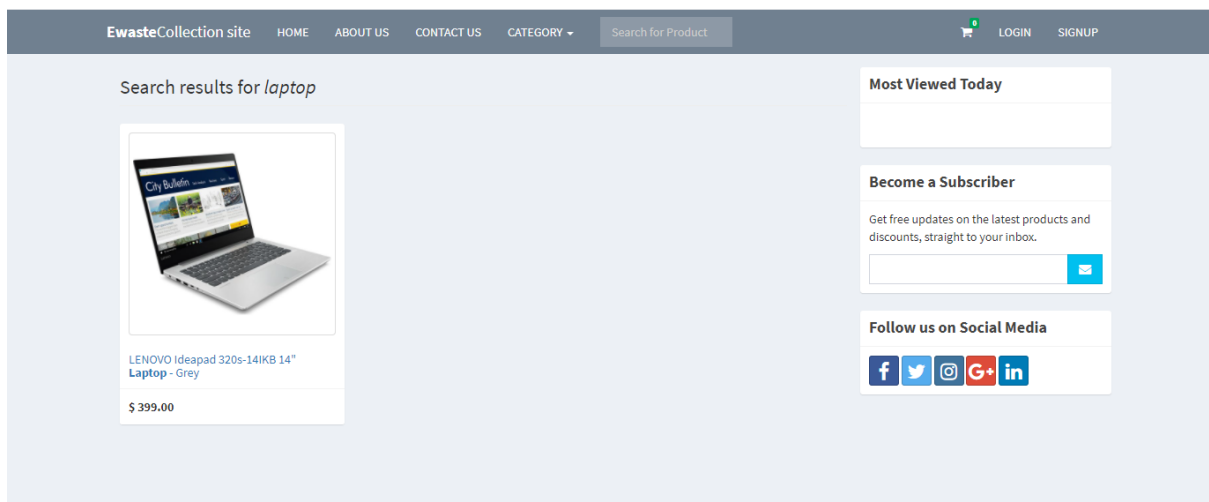 EwasteCollection site HOME ABOUT US CONTACT US CATEGORY Search for Product 0 LOGIN SIGNUP
Search results for laptop
City Bulletin
LENOVO Ideapad 320s-14IKB 14"
Laptop - Grey
$ 399.00
Most Viewed Today
Become a Subscriber
Get free updates on the latest products and
discounts, straight to your inbox.
Follow us on Social Media
f
G+
in